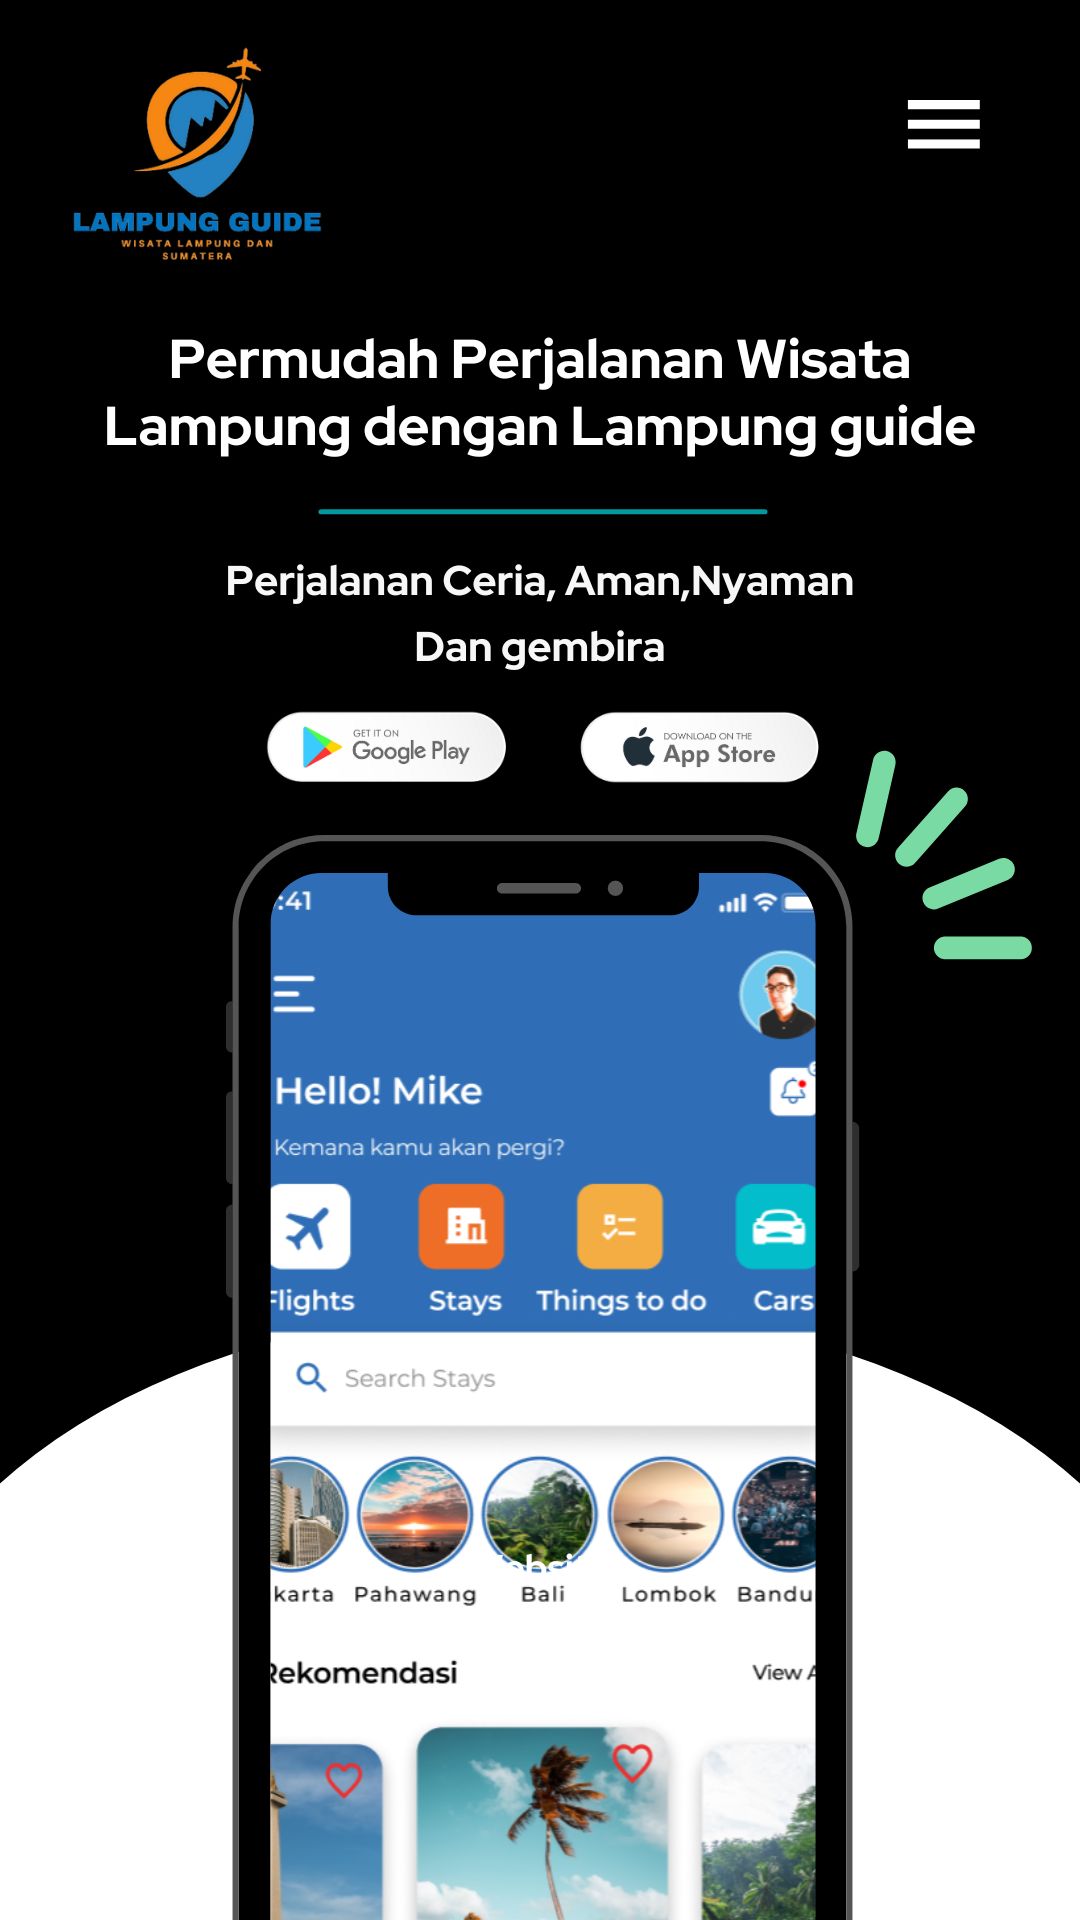 LAMPUNG GUIDE
WISATA LAMPUNG DAN
SUMATERA
Permudah Perjalanan Wisata
Lampung dengan Lampung guide
Perjalanan Ceria, Aman,Nyaman
Dan gembira
GET IT ON
Google Play
DOWNLOAD ON THE
App Store
:41
Hello! Mike
Kemana kamu akan pergi?
Flights Stays Things to do Cars
Search Stays
karta Pahawang Bali Lombok Bandu
Rekomendasi View A